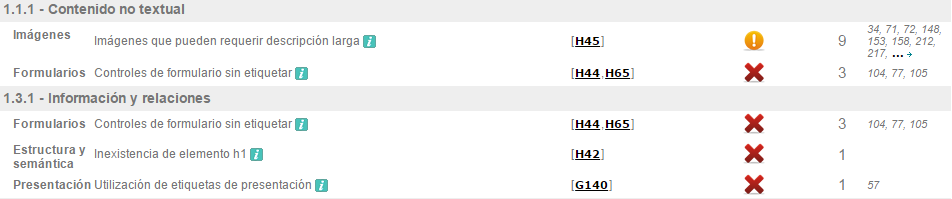 1.1.1 - Contenido no textual
Imágenes Imágenes que pueden requerir descripción larga i [H45] ! 9 34, 71, 72, 148,
153, 158, 212,
217, ...
Formularios Controles de formulario sin etiquetar i [H44,H65] 3 104, 77, 105
1.3.1 - Información y relaciones
Formularios Controles de formulario sin etiquetar i [H44,H65] 3 104, 77, 105
Estructura y
semántica Inexistencia de elemento h1 i [H42] 1
Presentación Utilización de etiquetas de presentación i [G140] 1 57